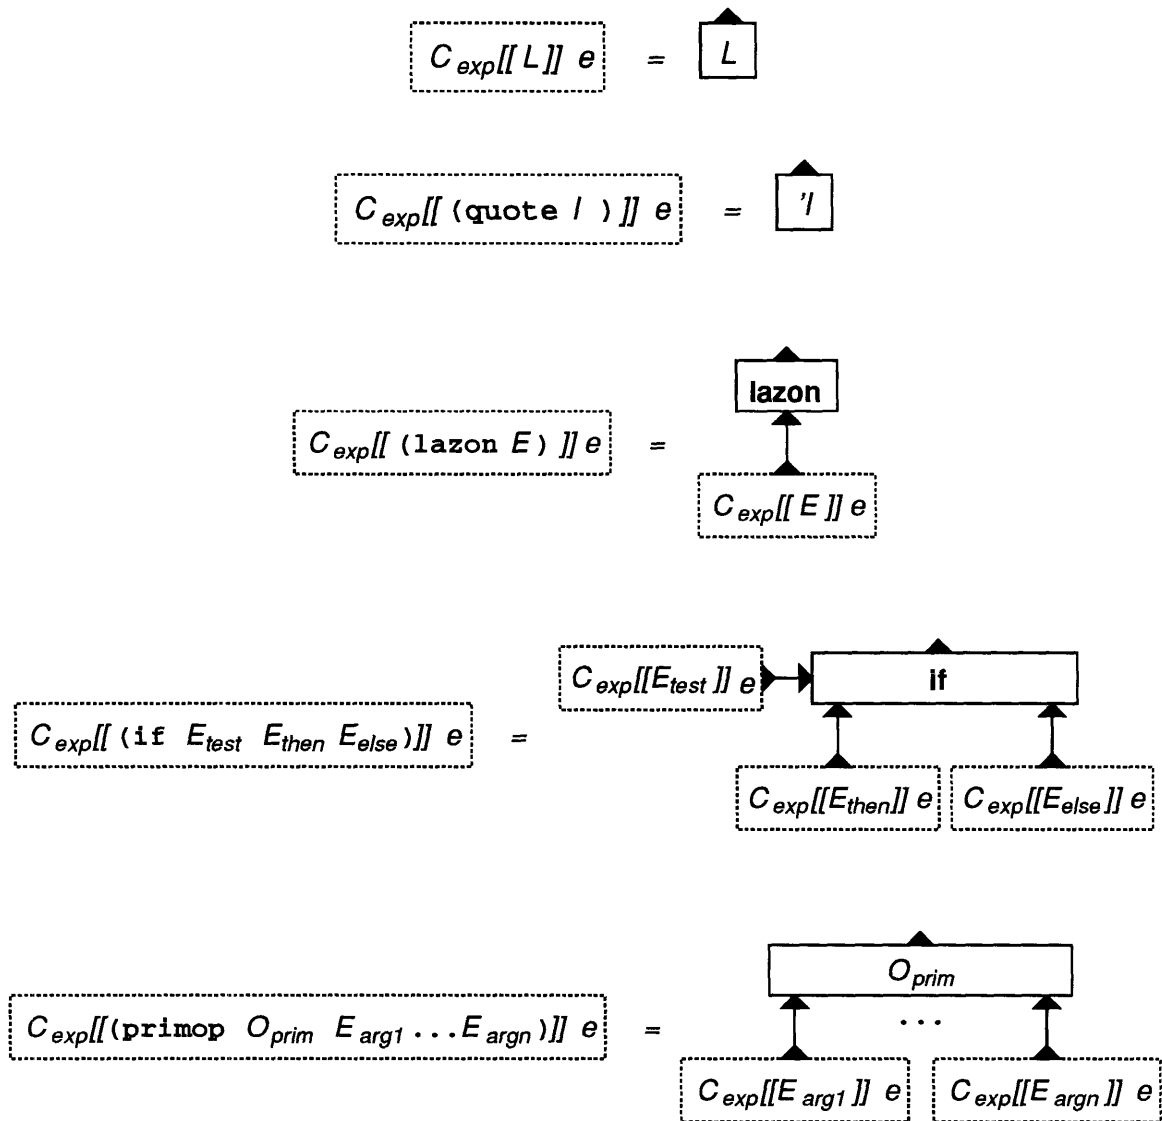 C exp[[ L]] e = L
C exp[[ (quote I )]] e = 'I
lazon
C exp[[ (lazon E) ]] e =
C exp[[ E ]] e
C exp[[E test ]] e if
C exp[[ (if E test E then E else)]] e =
C exp[[E then]] e C exp[[E else]] e
O prim
C exp[[(primop O prim E arg1 ...E argn)]] e = ...
C exp[[E arg1 ]] e C exp[[E argn ]] e